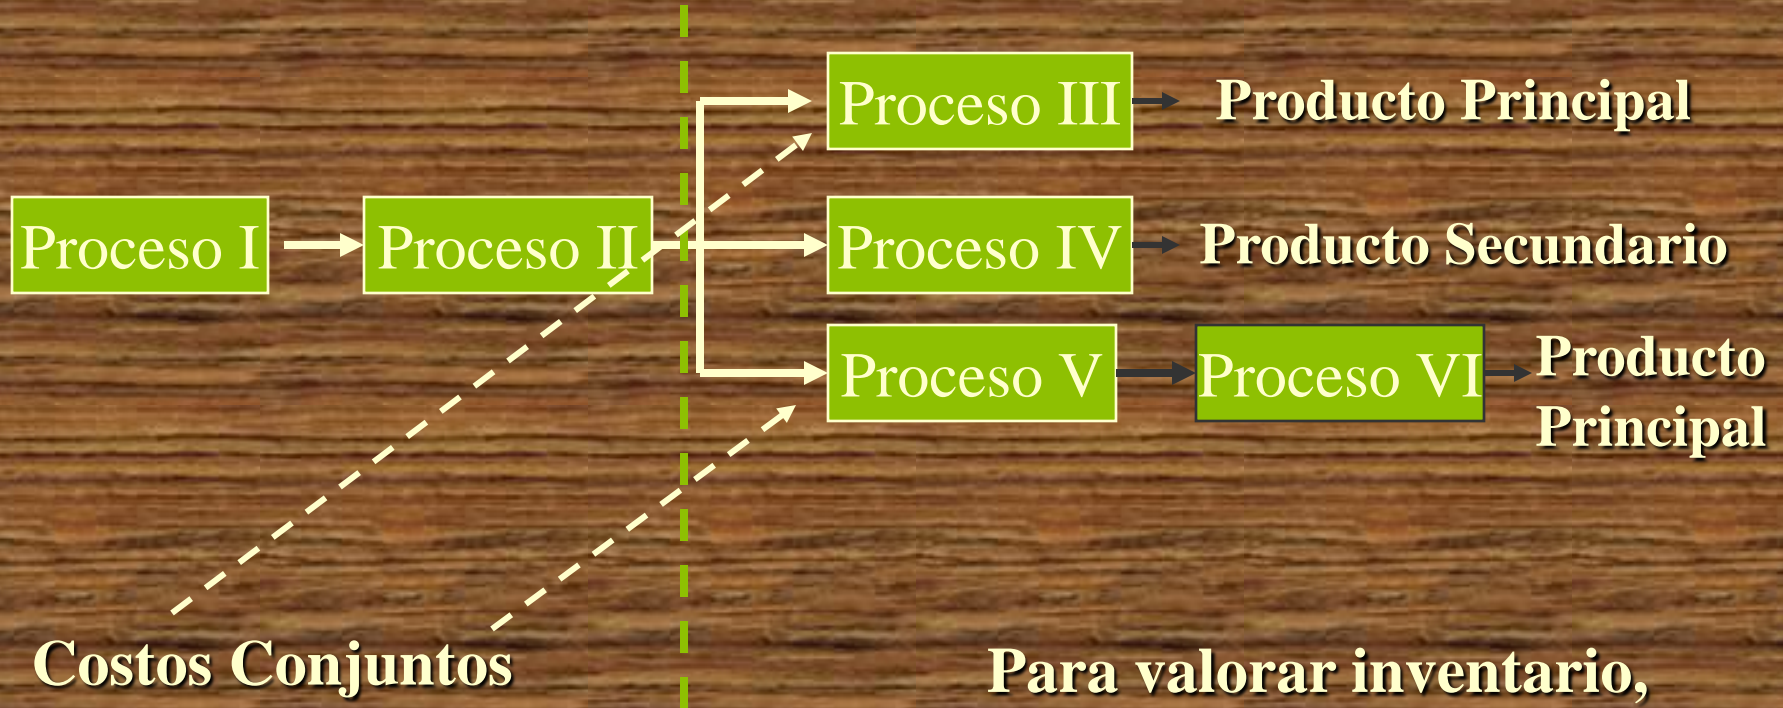 Proceso III
Producto Principal
Proceso I
Proceso II
Proceso IV
Producto Secundario
Proceso V
Proceso VI
Producto
Principal
Costos Conjuntos
Para valorar inventario,